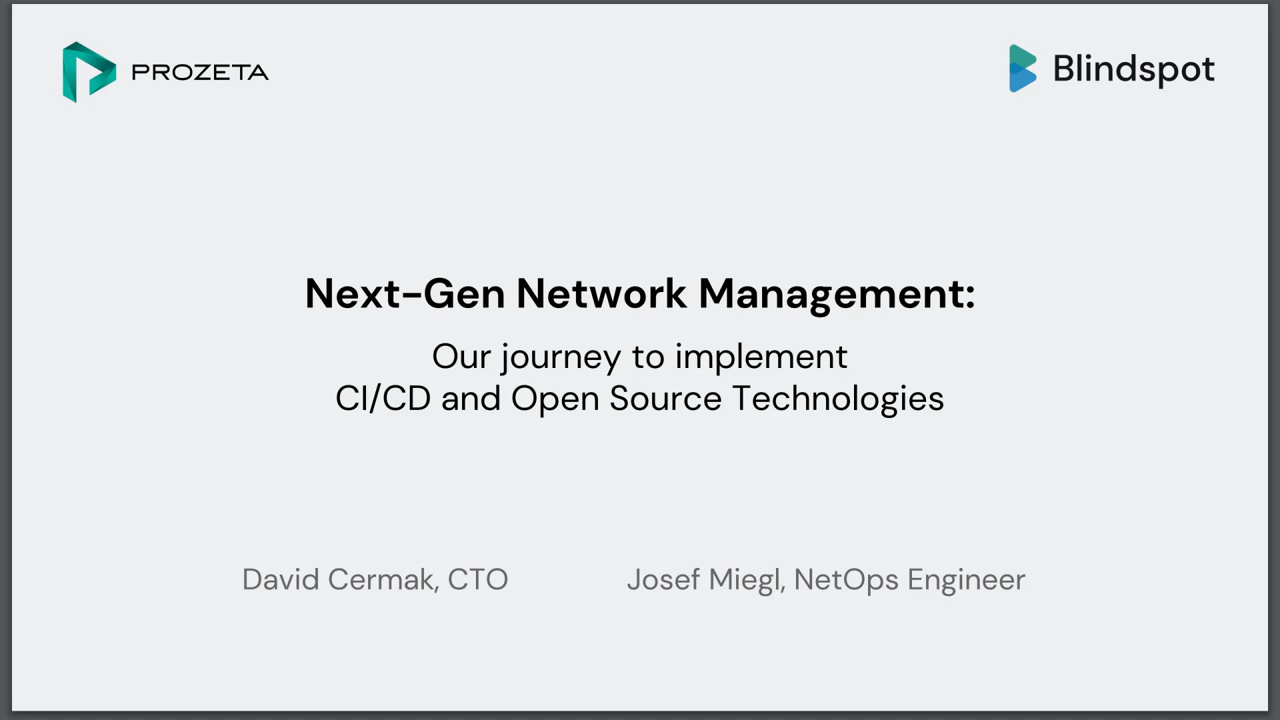 PROZETA
Blindspot
Next-Gen Network Management:
Our journey to implement
CI/CD and Open Source Technologies
David Cermak, CTO
Josef Miegl, NetOps Engineer